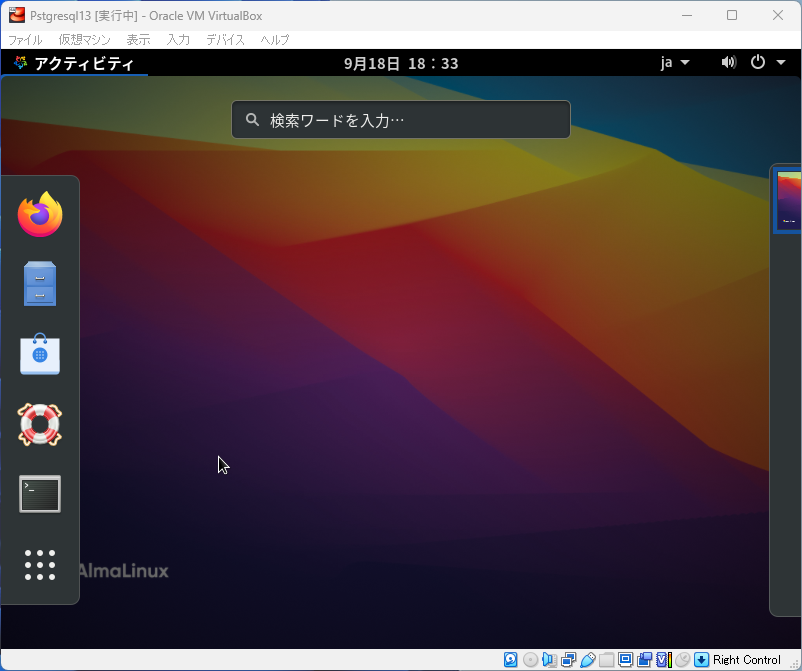 Pstgresql13 [実行中] - Oracle VM VirtualBox
ファイル 仮想マシン 表示 入力 デバイス ヘルプ
アクティビティ 9月18日 18：33 ja
検索ワードを入力…
AlmaLinux
Right Control